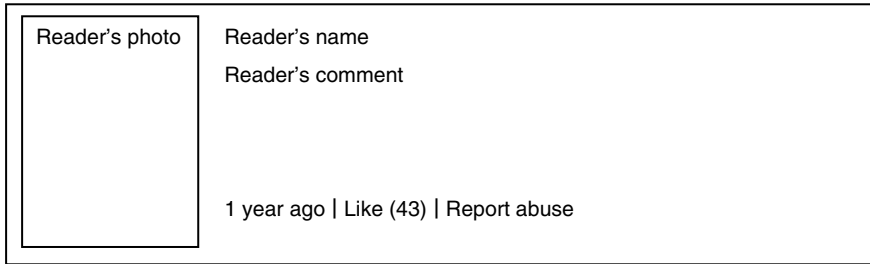 Reader’s photo
Reader’s name
Reader’s comment
1 year ago | Like (43) | Report abuse